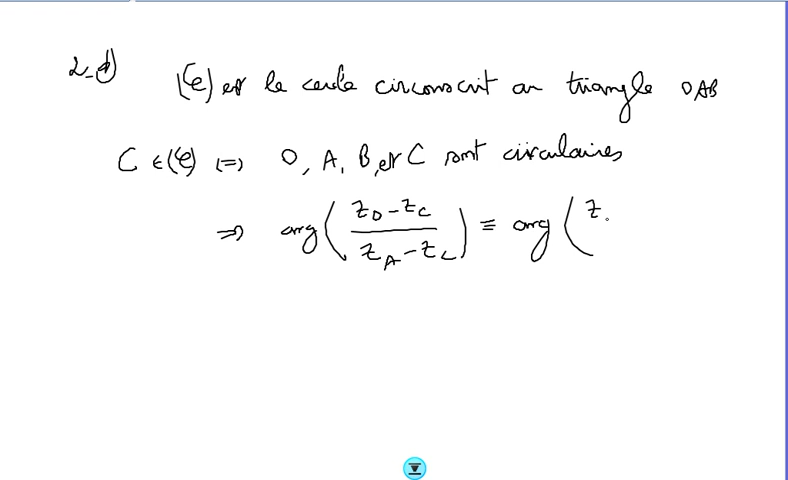 2-d) (C) est le cercle circonscrit au triangle OAB
C ∈ (C) ⇔ O, A, B, et C sont circulaires
⇒ arg( (z_O - z_C) / (z_A - z_C) ) ≡ arg( z